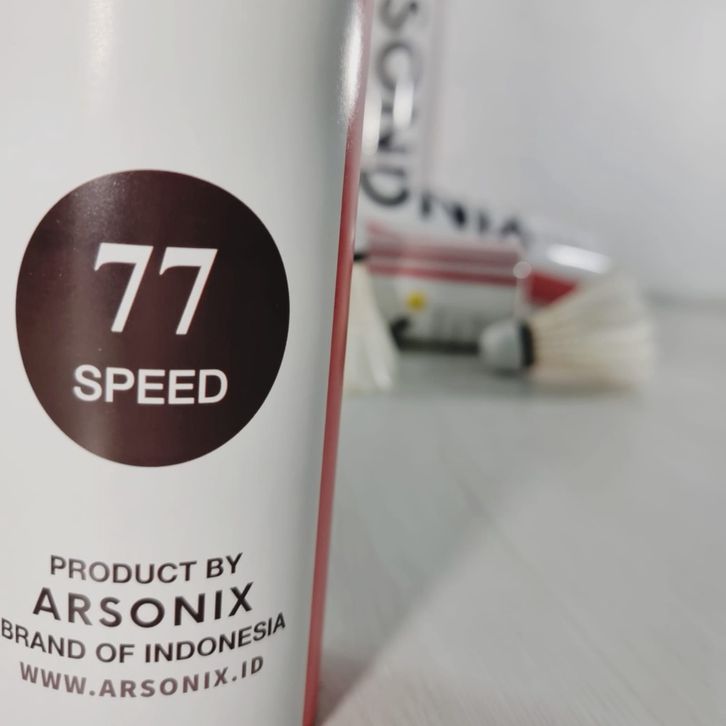 77
SPEED
PRODUCT BY
ARSONIX
BRAND OF INDONESIA
WWW.ARSONIX.ID